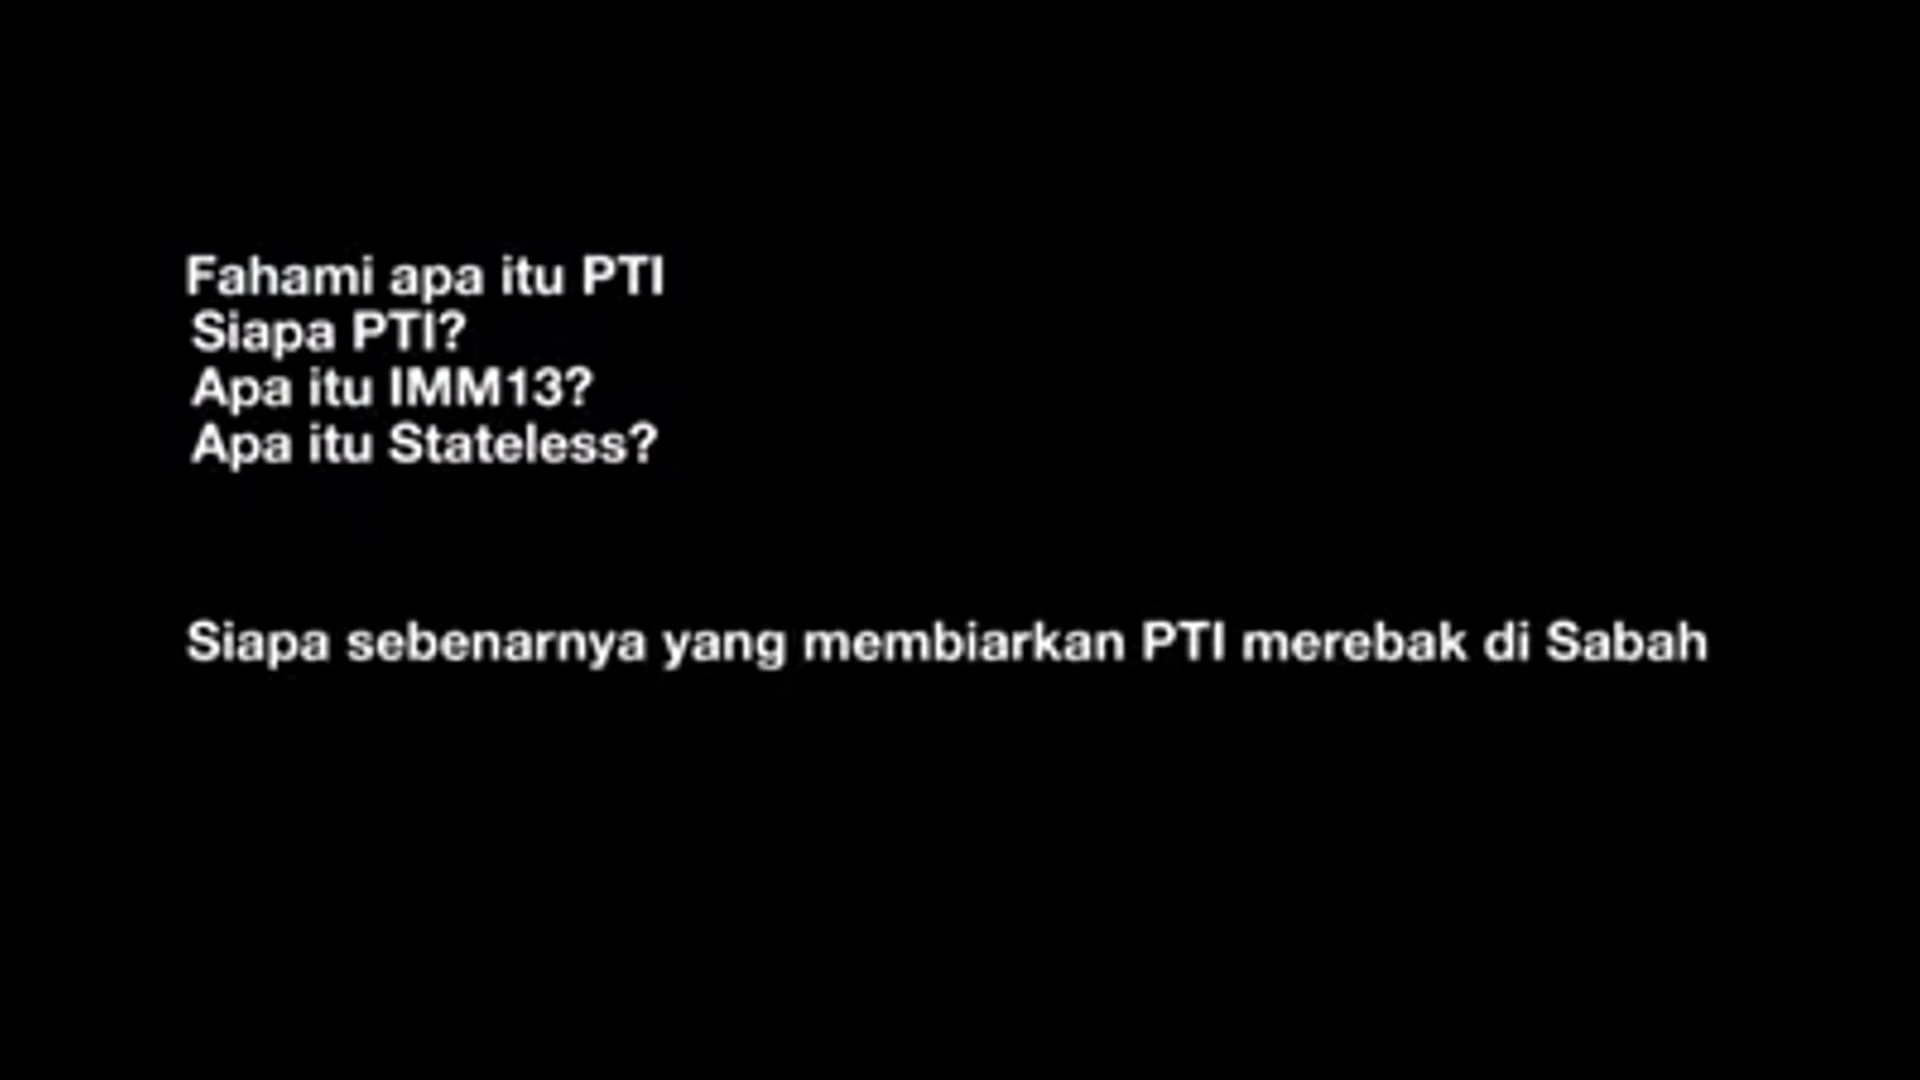 Fahami apa itu PTI
Siapa PTI?
Apa itu IMM13?
Apa itu Stateless?
Siapa sebenarnya yang membiarkan PTI merebak di Sabah